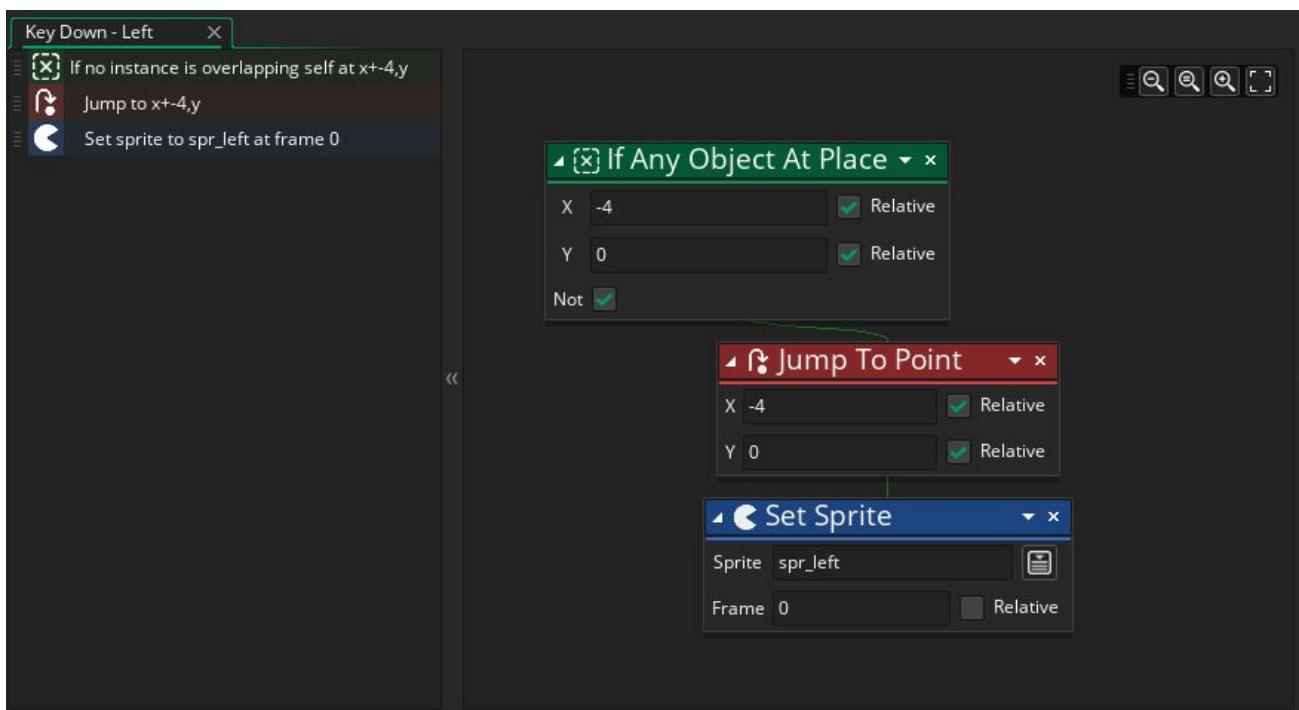 Key Down - Left
If no instance is overlapping self at x+-4,y
Jump to x+-4,y
Set sprite to spr_left at frame 0
If Any Object At Place
X -4 Relative
Y 0 Relative
Not
Jump To Point
X -4 Relative
Y 0 Relative
Set Sprite
Sprite spr_left
Frame 0 Relative